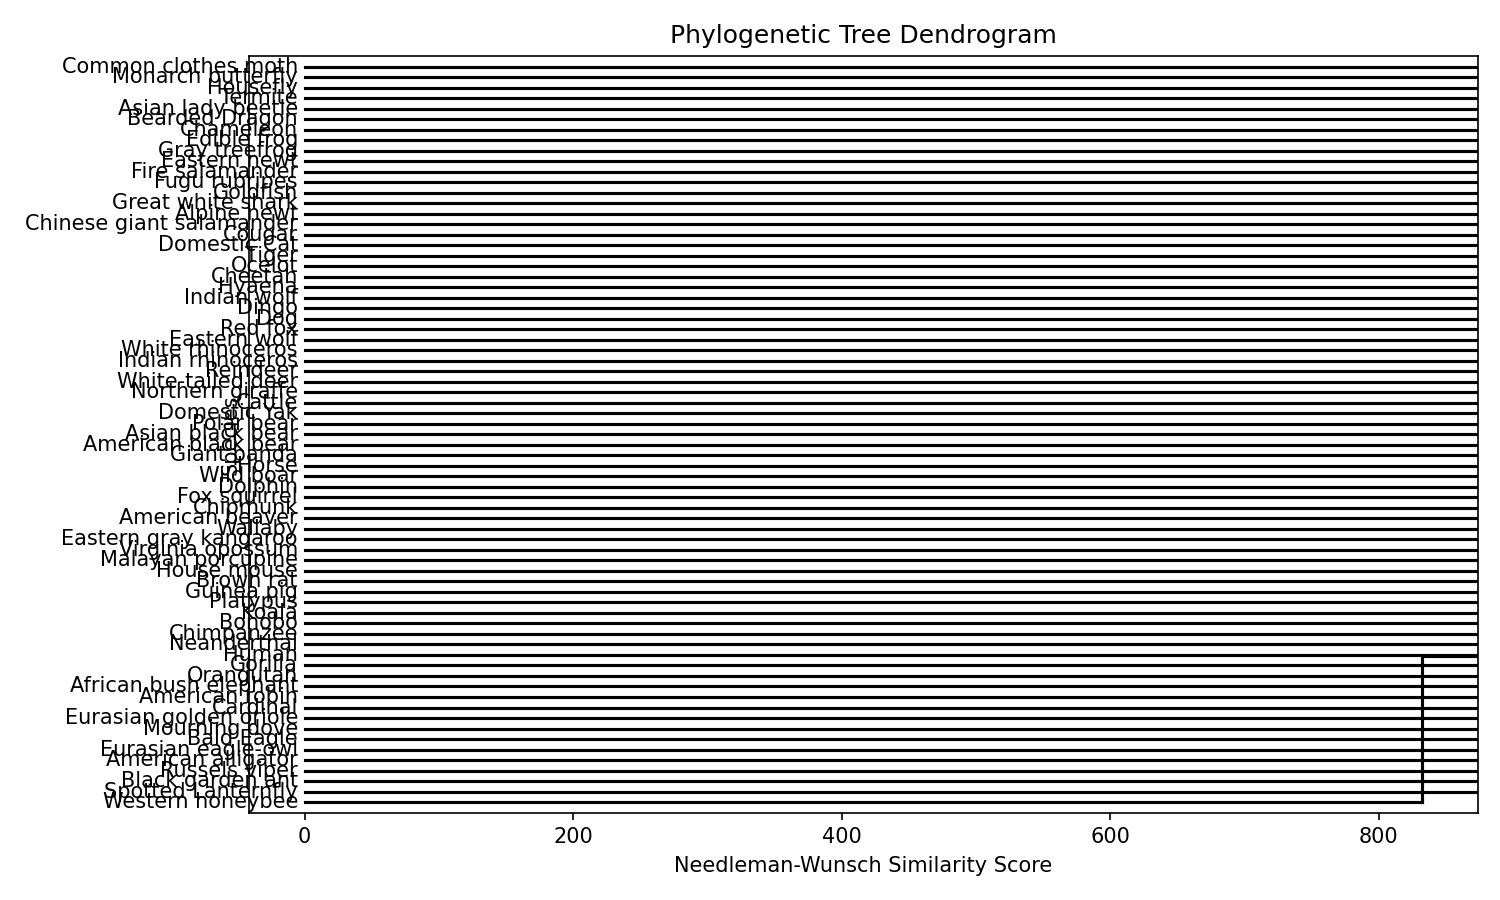 Phylogenetic Tree Dendrogram
Common clothes moth
Monarch butterfly
Housefly
Termite
Asian lady beetle
Bearded Dragon
Chameleon
Edible frog
Gray treefrog
Eastern newt
Fire salamander
Fugu rubripes
Goldfish
Great white shark
Alpine newt
Chinese giant salamander
Cougar
Domestic Cat
Tiger
Ocelot
Cheetah
Hyaena
Indian wolf
Dingo
Dog
Red fox
Eastern wolf
White rhinoceros
Indian rhinoceros
Reindeer
White-tailed deer
Northern giraffe
Cattle
Domestic Yak
Polar bear
Asian black bear
American black bear
Giant panda
Horse
Wild boar
Dolphin
Fox squirrel
Chipmunk
American beaver
Wallaby
Eastern gray kangaroo
Virginia opossum
Malayan porcupine
House mouse
Brown rat
Guinea pig
Platypus
Koala
Bonobo
Chimpanzee
Neanderthal
Human
Gorilla
Orangutan
African bush elephant
American robin
Cardinal
Eurasian golden oriole
Mourning dove
Bald Eagle
Eurasian eagle-owl
American alligator
Russels viper
Black garden ant
Spotted Lanternfly
Western honeybee
0 200 400 600 800
Needleman-Wunsch Similarity Score